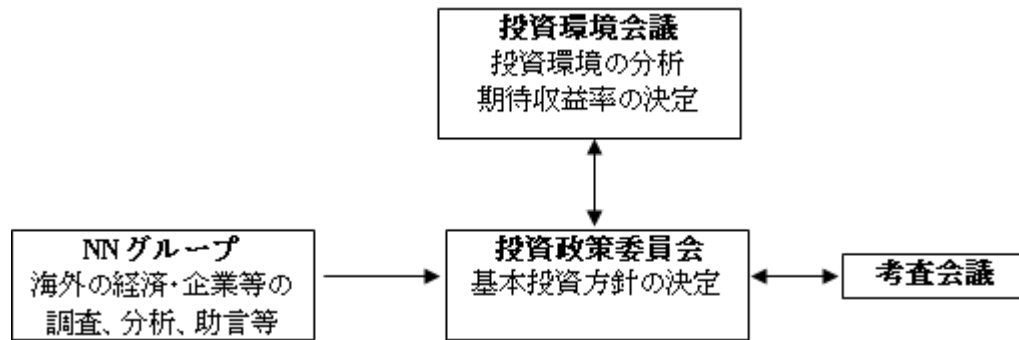 投資環境会議
投資環境の分析
期待収益率の決定
NNグループ
海外の経済･企業等の
調査、分析、助言等
投資政策委員会
基本投資方針の決定
考査会議